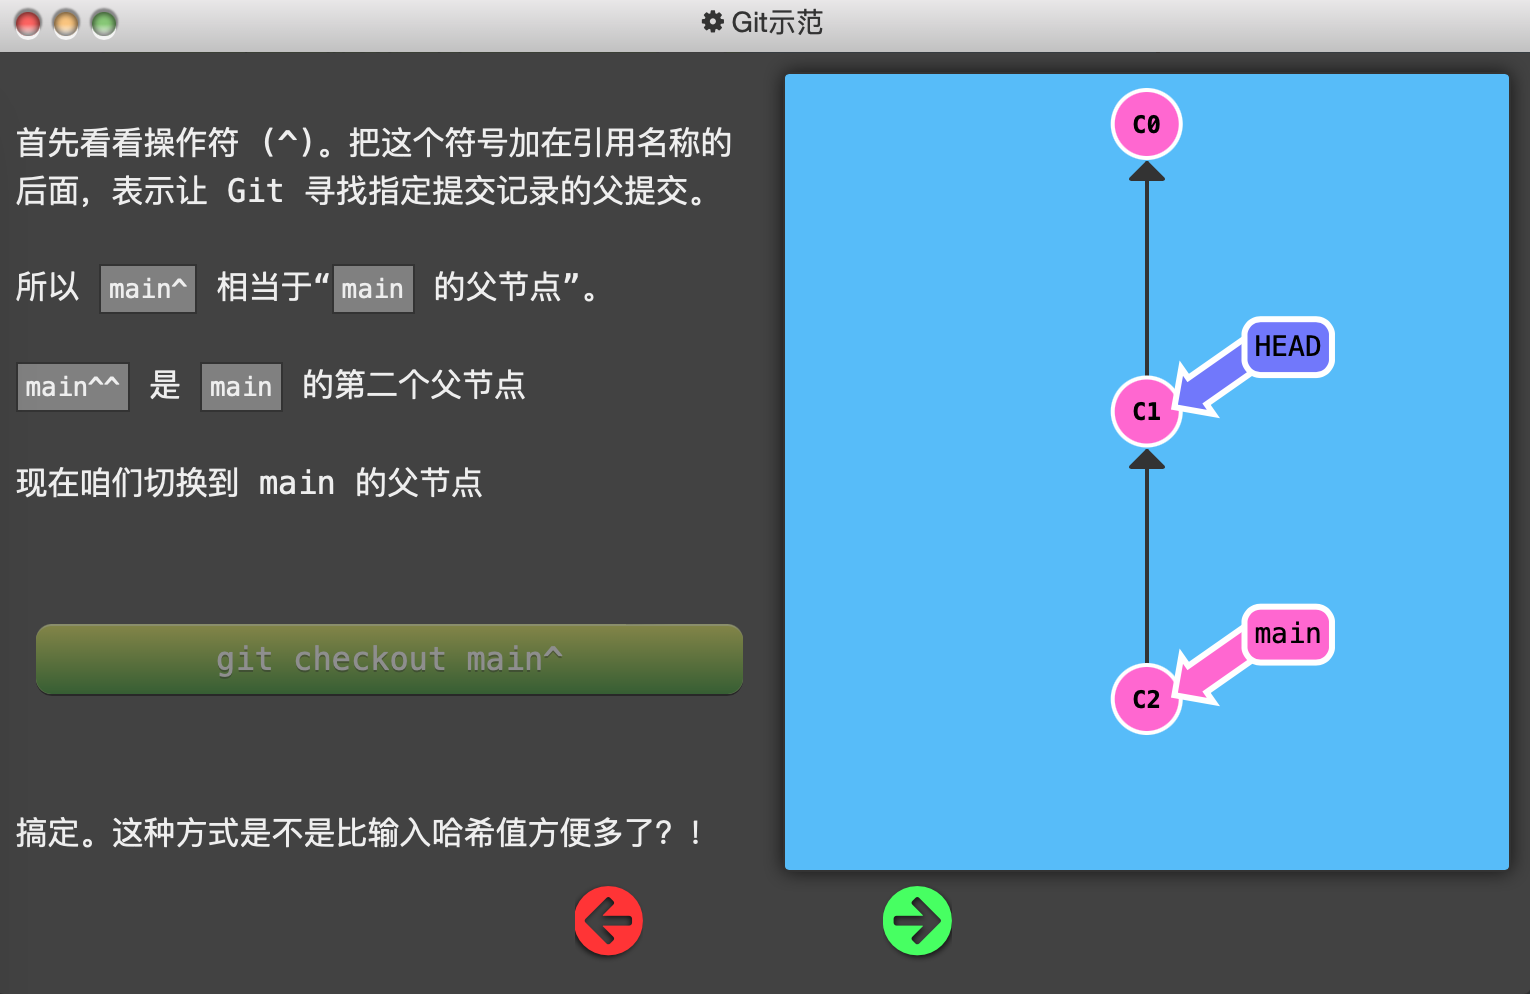 Git示范
首先看看操作符 (^)。把这个符号加在引用名称的
后面，表示让 Git 寻找指定提交记录的父提交。
所以 main^ 相当于“main 的父节点”。
main^^ 是 main 的第二个父节点
现在咱们切换到 main 的父节点
git checkout main^
搞定。这种方式是不是比输入哈希值方便多了？！
C0
HEAD
C1
main
C2